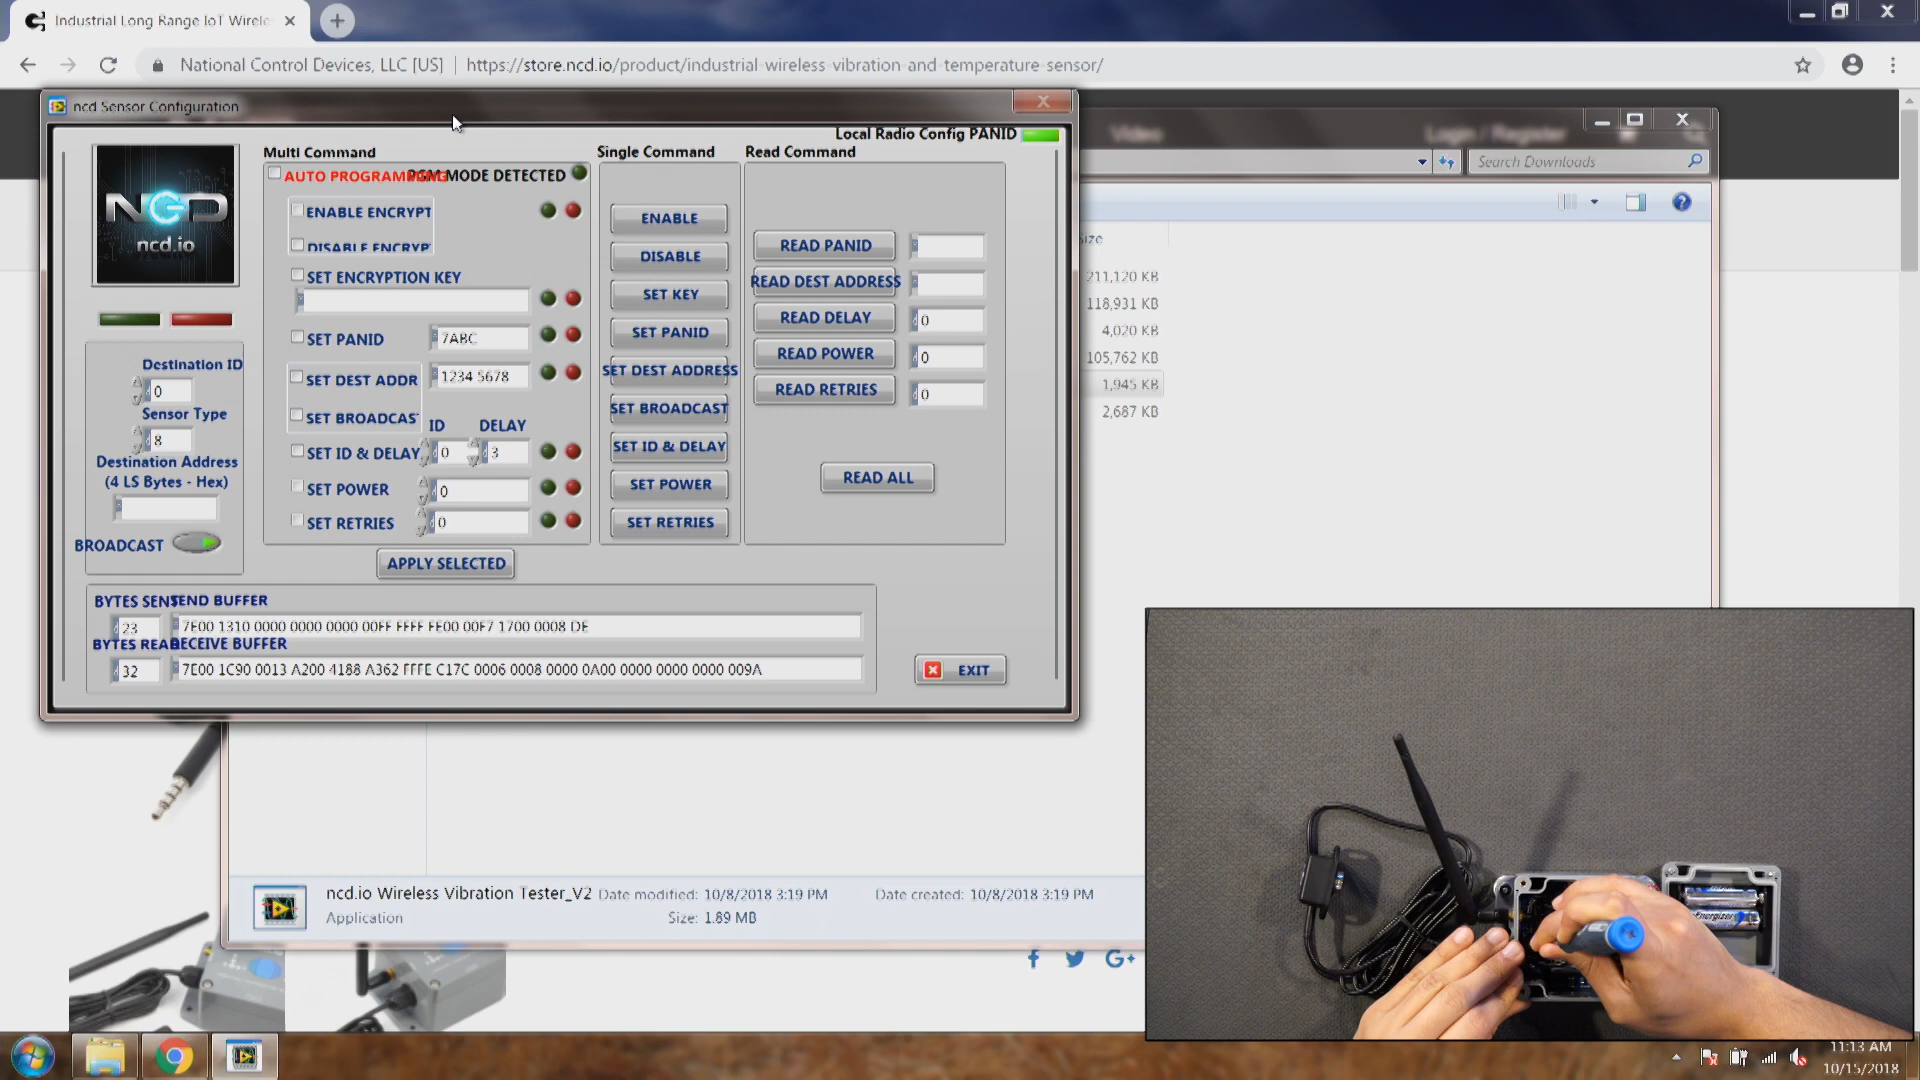 Industrial Long Range IoT Wirele
National Control Devices, LLC [US]
https://store.ncd.io/product/industrial-wireless-vibration-and-temperature-sensor/
ncd Sensor Configuration
Video
Login / Register
Search Downloads
Local Radio Config PANID
NCD
ncd.io
Multi Command
AUTO PROGRAMMING
PGM MODE DETECTED
ENABLE ENCRYPT
DISABLE ENCRYP
SET ENCRYPTION KEY
SET PANID 7ABC
SET DEST ADDR 1234 5678
SET BROADCAST
ID DELAY
SET ID & DELAY 0 3
SET POWER 0
SET RETRIES 0
APPLY SELECTED
Single Command
ENABLE
DISABLE
SET KEY
SET PANID
SET DEST ADDRESS
SET BROADCAST
SET ID & DELAY
SET POWER
SET RETRIES
Read Command
READ PANID
READ DEST ADDRESS
READ DELAY 0
READ POWER 0
READ RETRIES 0
READ ALL
Destination ID
0
Sensor Type
8
Destination Address
(4 LS Bytes - Hex)
BROADCAST
BYTES SENT
SEND BUFFER
23
7E00 1310 0000 0000 0000 00FF FFFF FE00 00F7 1700 0008 DE
BYTES READ
RECEIVE BUFFER
32
7E00 1C90 0013 A200 4188 A362 FFFE C17C 0006 0008 0000 0A00 0000 0000 0000 009A
EXIT
Size
211,120 KB
118,931 KB
4,020 KB
105,762 KB
1,945 KB
2,687 KB
ncd.io Wireless Vibration Tester_V2
Application
Date modified: 10/8/2018 3:19 PM
Size: 1.89 MB
Date created: 10/8/2018 3:19 PM
Energizer
11:13 AM
10/15/2018